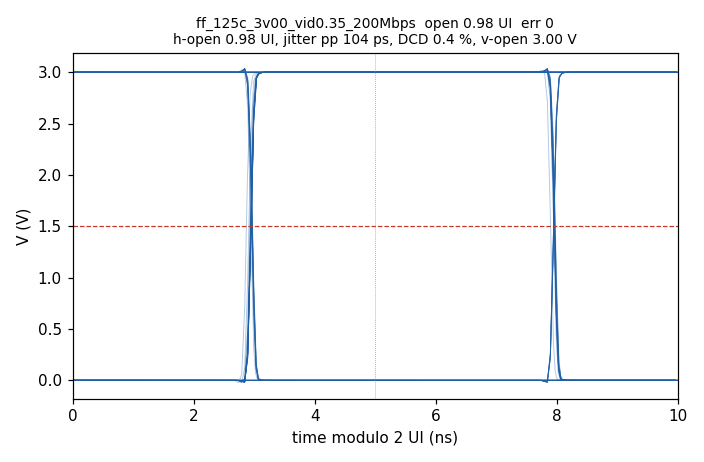 ff_125c_3v00_vid0.35_200Mbps  open 0.98 UI  err 0
h-open 0.98 UI, jitter pp 104 ps, DCD 0.4 %, v-open 3.00 V
3.0
2.5
2.0
1.5
1.0
0.5
0.0
V (V)
0 2 4 6 8 10
time modulo 2 UI (ns)